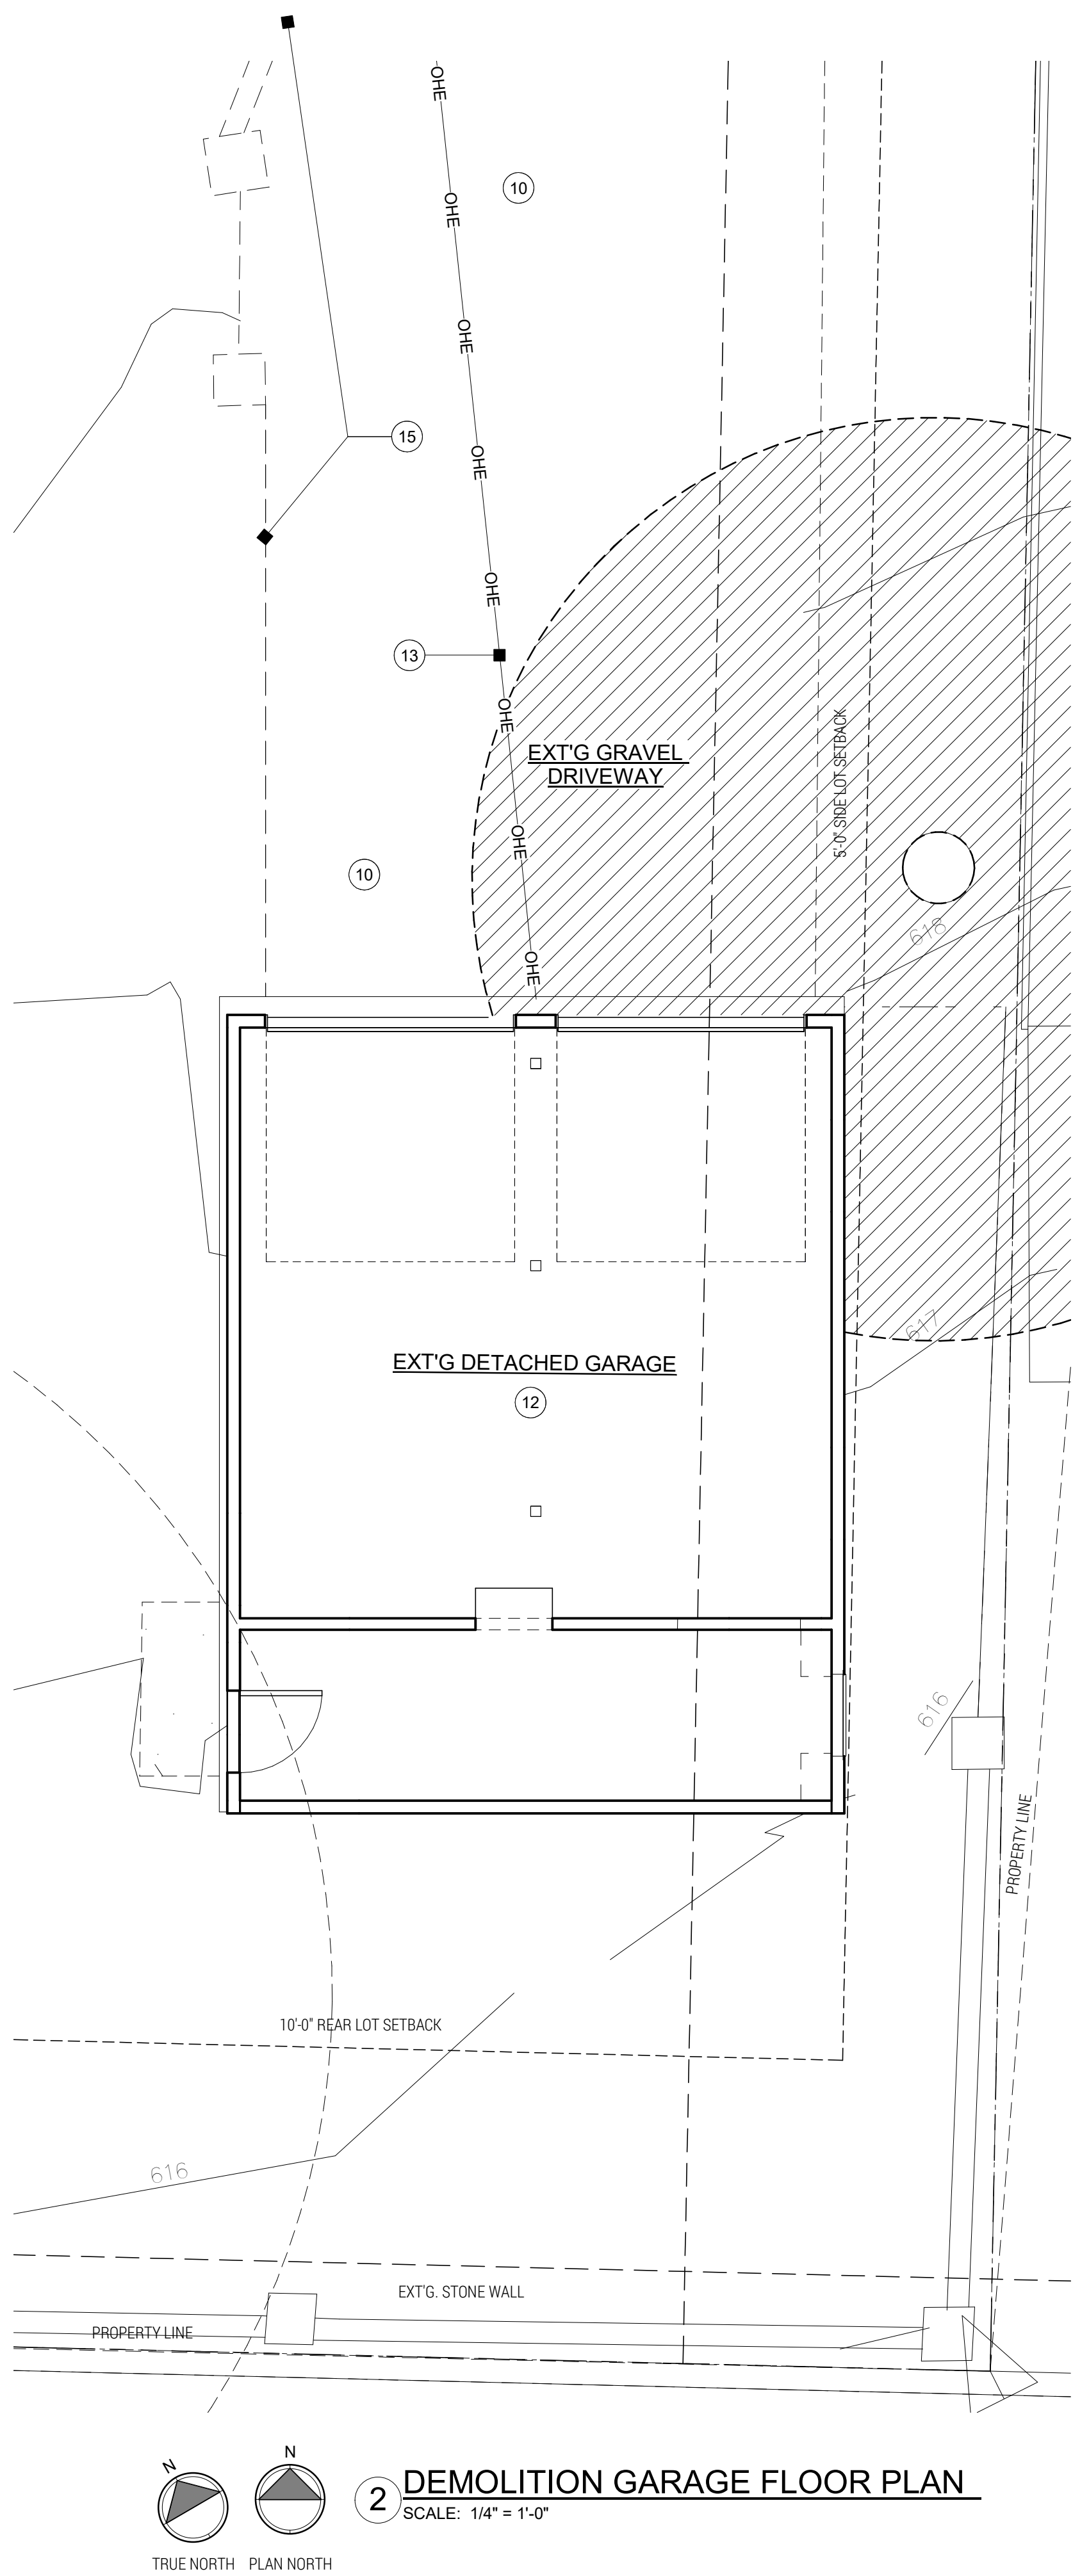 OHE
10
OHE
OHE
15
OHE
OHE
13
OHE
EXT'G GRAVEL
DRIVEWAY
5'-0" SIDE LOT SETBACK
OHE
10
618
OHE
617
EXT'G DETACHED GARAGE
12
616
PROPERTY LINE
10'-0" REAR LOT SETBACK
616
EXT'G. STONE WALL
PROPERTY LINE
N
N
2
DEMOLITION GARAGE FLOOR PLAN
SCALE: 1/4" = 1'-0"
TRUE NORTH
PLAN NORTH